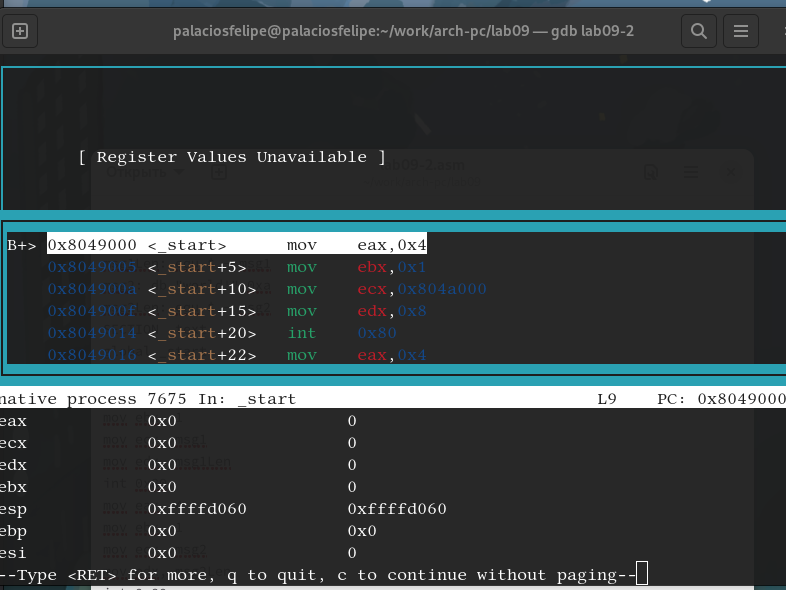 palaciosfelipe@palaciosfelipe:~/work/arch-pc/lab09 — gdb lab09-2
[ Register Values Unavailable ]
B+> 0x8049000 <_start> mov eax,0x4
0x8049005 <_start+5> mov ebx,0x1
0x804900a <_start+10> mov ecx,0x804a000
0x804900f <_start+15> mov edx,0x8
0x8049014 <_start+20> int 0x80
0x8049016 <_start+22> mov eax,0x4
native process 7675 In: _start L9 PC: 0x8049000
eax 0x0 0
ecx 0x0 0
edx 0x0 0
ebx 0x0 0
esp 0xffffd060 0xffffd060
ebp 0x0 0x0
esi 0x0 0
--Type <RET> for more, q to quit, c to continue without paging--